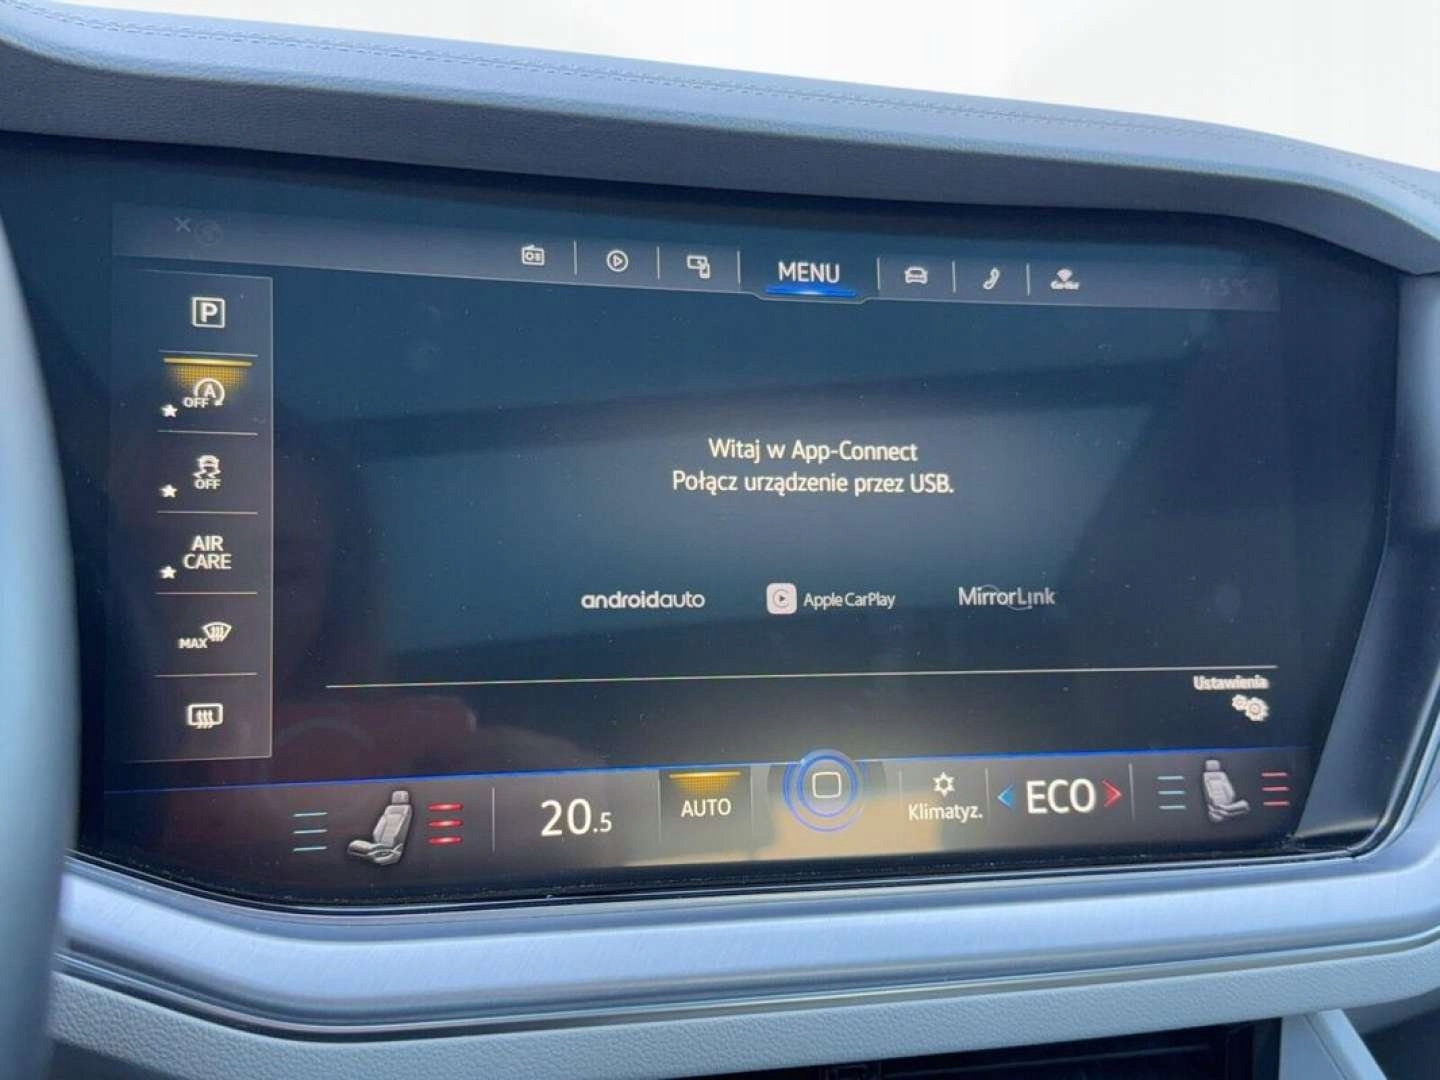 MENU
P
A
OFF
OFF
AIR
CARE
MAX
Witaj w App-Connect
Połącz urządzenie przez USB.
androidauto
Apple CarPlay
MirrorLink
Ustawienia
20.5
AUTO
Klimatyz.
ECO